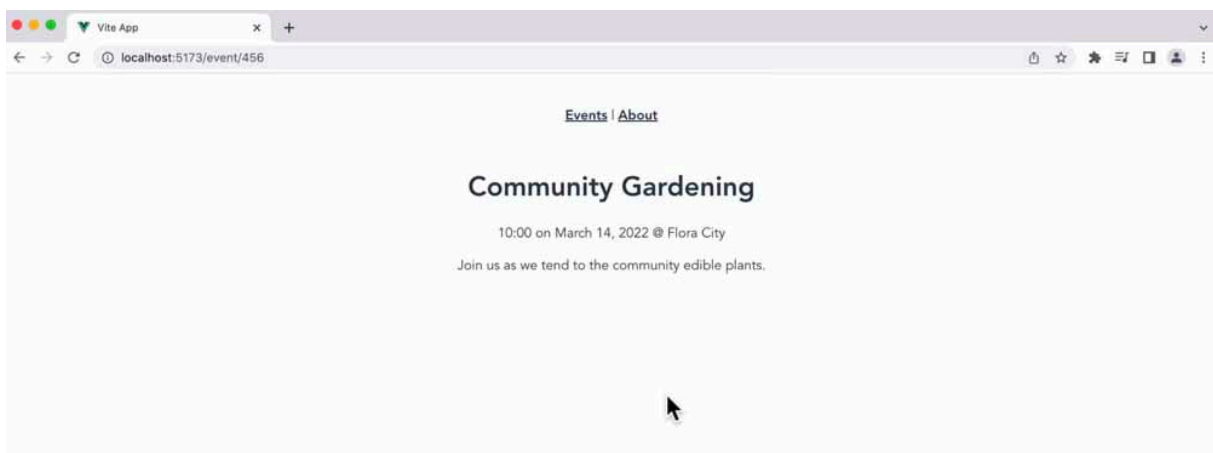 Vite App
localhost:5173/event/456
Events | About
Community Gardening
10:00 on March 14, 2022 @ Flora City
Join us as we tend to the community edible plants.